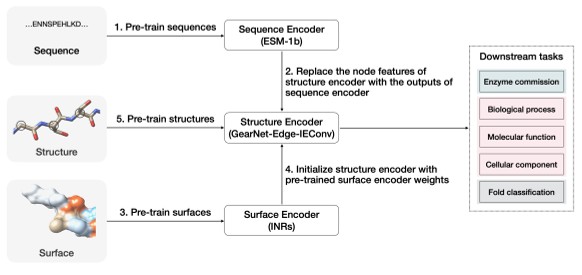 ...ENNSPEHLKD...
Sequence
1. Pre-train sequences
Sequence Encoder
(ESM-1b)
2. Replace the node features of
structure encoder with the outputs of
sequence encoder
Structure
5. Pre-train structures
Structure Encoder
(GearNet-Edge-IEConv)
4. Initialize structure encoder with
pre-trained surface encoder weights
Surface
3. Pre-train surfaces
Surface Encoder
(INRs)
Downstream tasks
Enzyme commission
Biological process
Molecular function
Cellular component
Fold classification